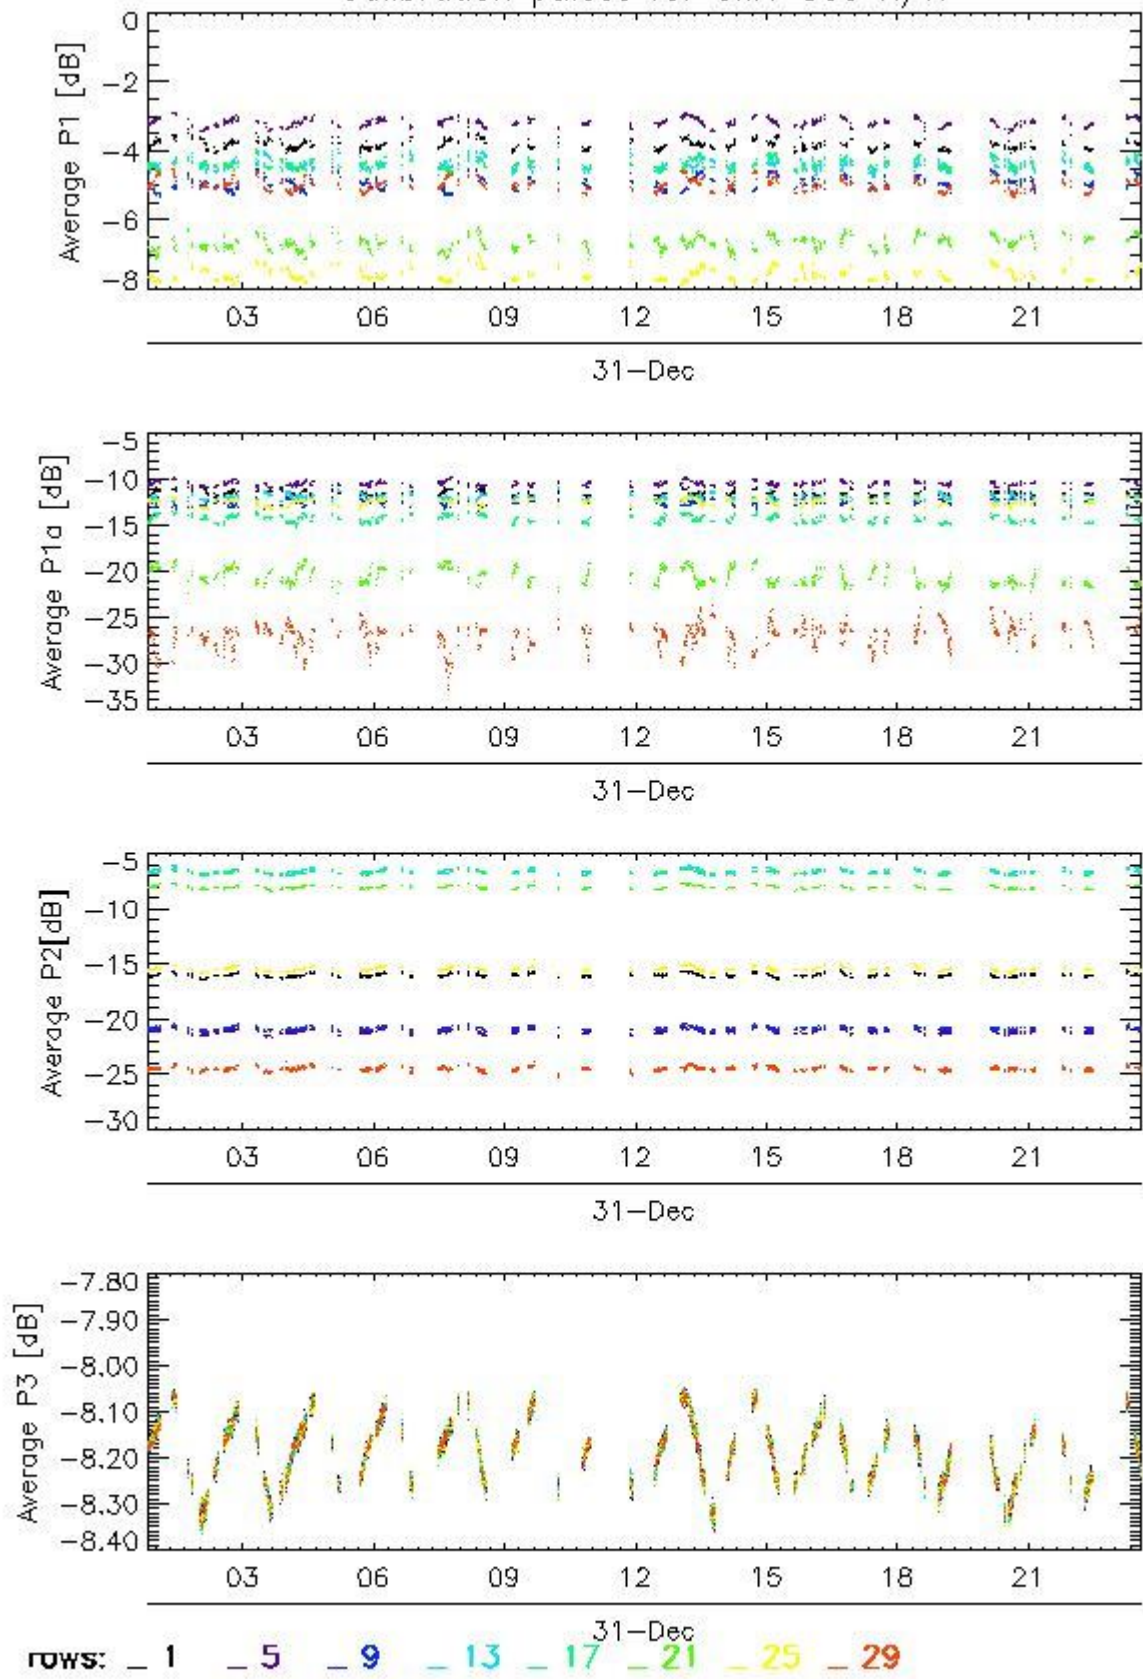 0
-2
-4
-6
-8
Average P1 [dB]
03 06 09 12 15 18 21
31-Dec
-5
-10
-15
-20
-25
-30
-35
Average P1a [dB]
03 06 09 12 15 18 21
31-Dec
-5
-10
-15
-20
-25
-30
Average P2[dB]
03 06 09 12 15 18 21
31-Dec
-7.80
-7.90
-8.00
-8.10
-8.20
-8.30
-8.40
Average P3 [dB]
03 06 09 12 15 18 21
31-Dec
rows: _ 1 _ 5 _ 9 _ 13 _ 17 _ 21 _ 25 _ 29